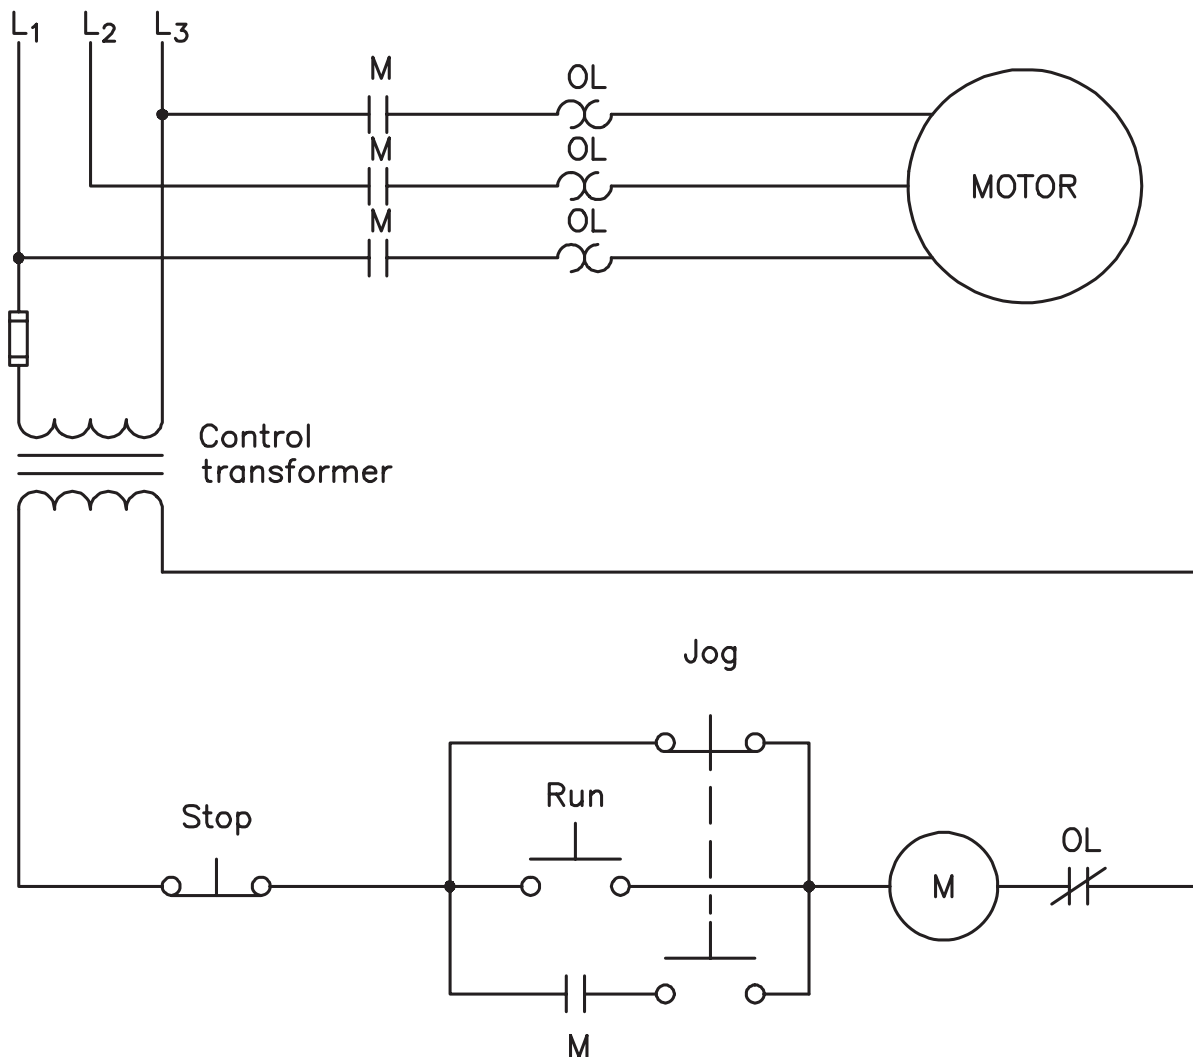 L1 L2 L3
M OL
M OL
MOTOR
M OL
Control
transformer
Jog
Run
Stop
OL
M
M